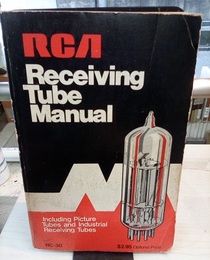 RCA
Receiving
Tube
Manual
Including Picture
Tubes and Industrial
Receiving Tubes
RC-30
$2.95 Optional Price